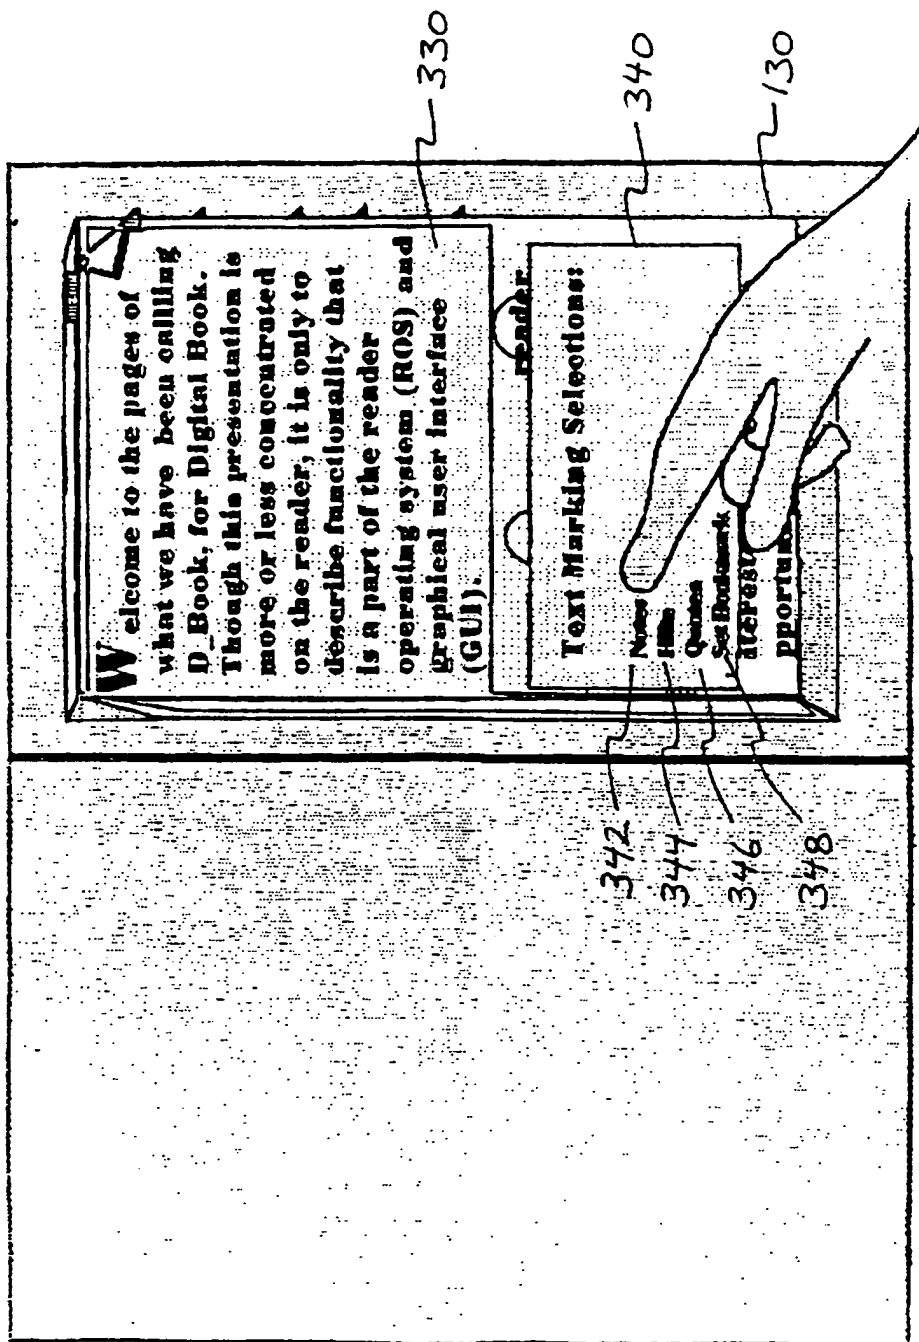 Welcome to the pages of
what we have been callling
D_Book, for Digital Book.
Though this presentation is
more or less concentrated
on the reader, it is only to
describe functionality that
is a part of the reader
operating system (ROS) and
graphical user interface
(GUI).
330
reader
340
Text Marking Selections:
130
342
Notes
344
346
Quotes
348
Set Bookmark
pportun